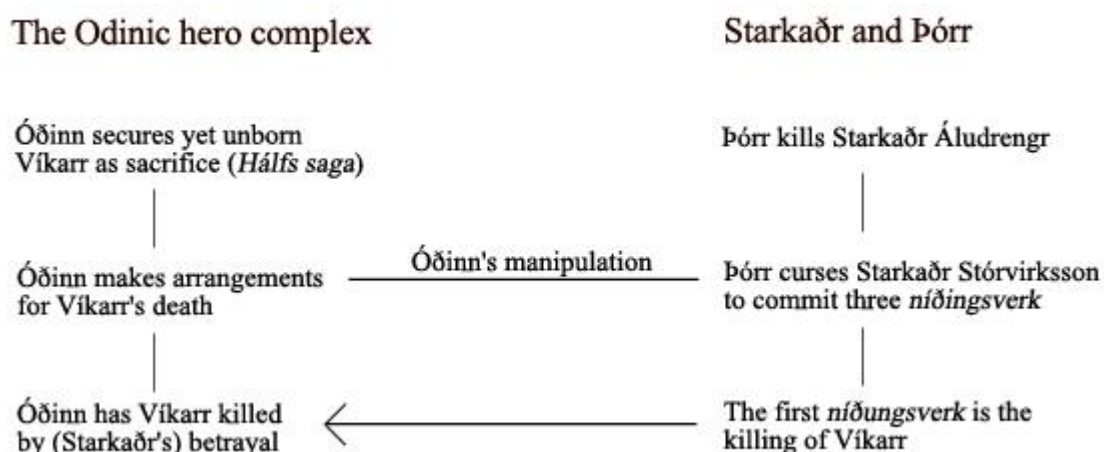 The Odinic hero complex
Óðinn secures yet unborn
Víkarr as sacrifice (Hálfs saga)
Óðinn makes arrangements
for Víkarr's death
Óðinn has Víkarr killed
by (Starkaðr's) betrayal
Óðinn's manipulation
Starkaðr and Þórr
Þórr kills Starkaðr Áludrengr
Þórr curses Starkaðr Stórvirksson
to commit three níðingsverk
The first níðungsverk is the
killing of Víkarr